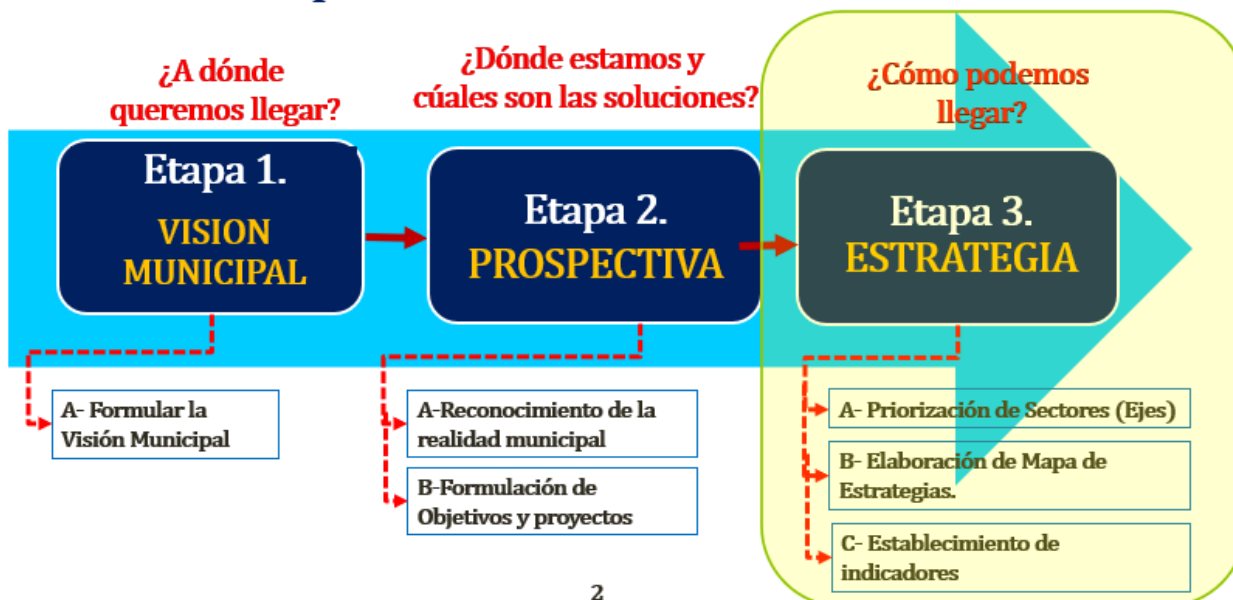 ¿A dónde
queremos llegar?
¿Dónde estamos y
cúales son las soluciones?
¿Cómo podemos
llegar?
Etapa 1.
VISION
MUNICIPAL
Etapa 2.
PROSPECTIVA
Etapa 3.
ESTRATEGIA
A- Formular la
Visión Municipal
A-Reconocimiento de la
realidad municipal
B-Formulación de
Objetivos y proyectos
A- Priorización de Sectores (Ejes)
B- Elaboración de Mapa de
Estrategias.
C- Establecimiento de
indicadores
2